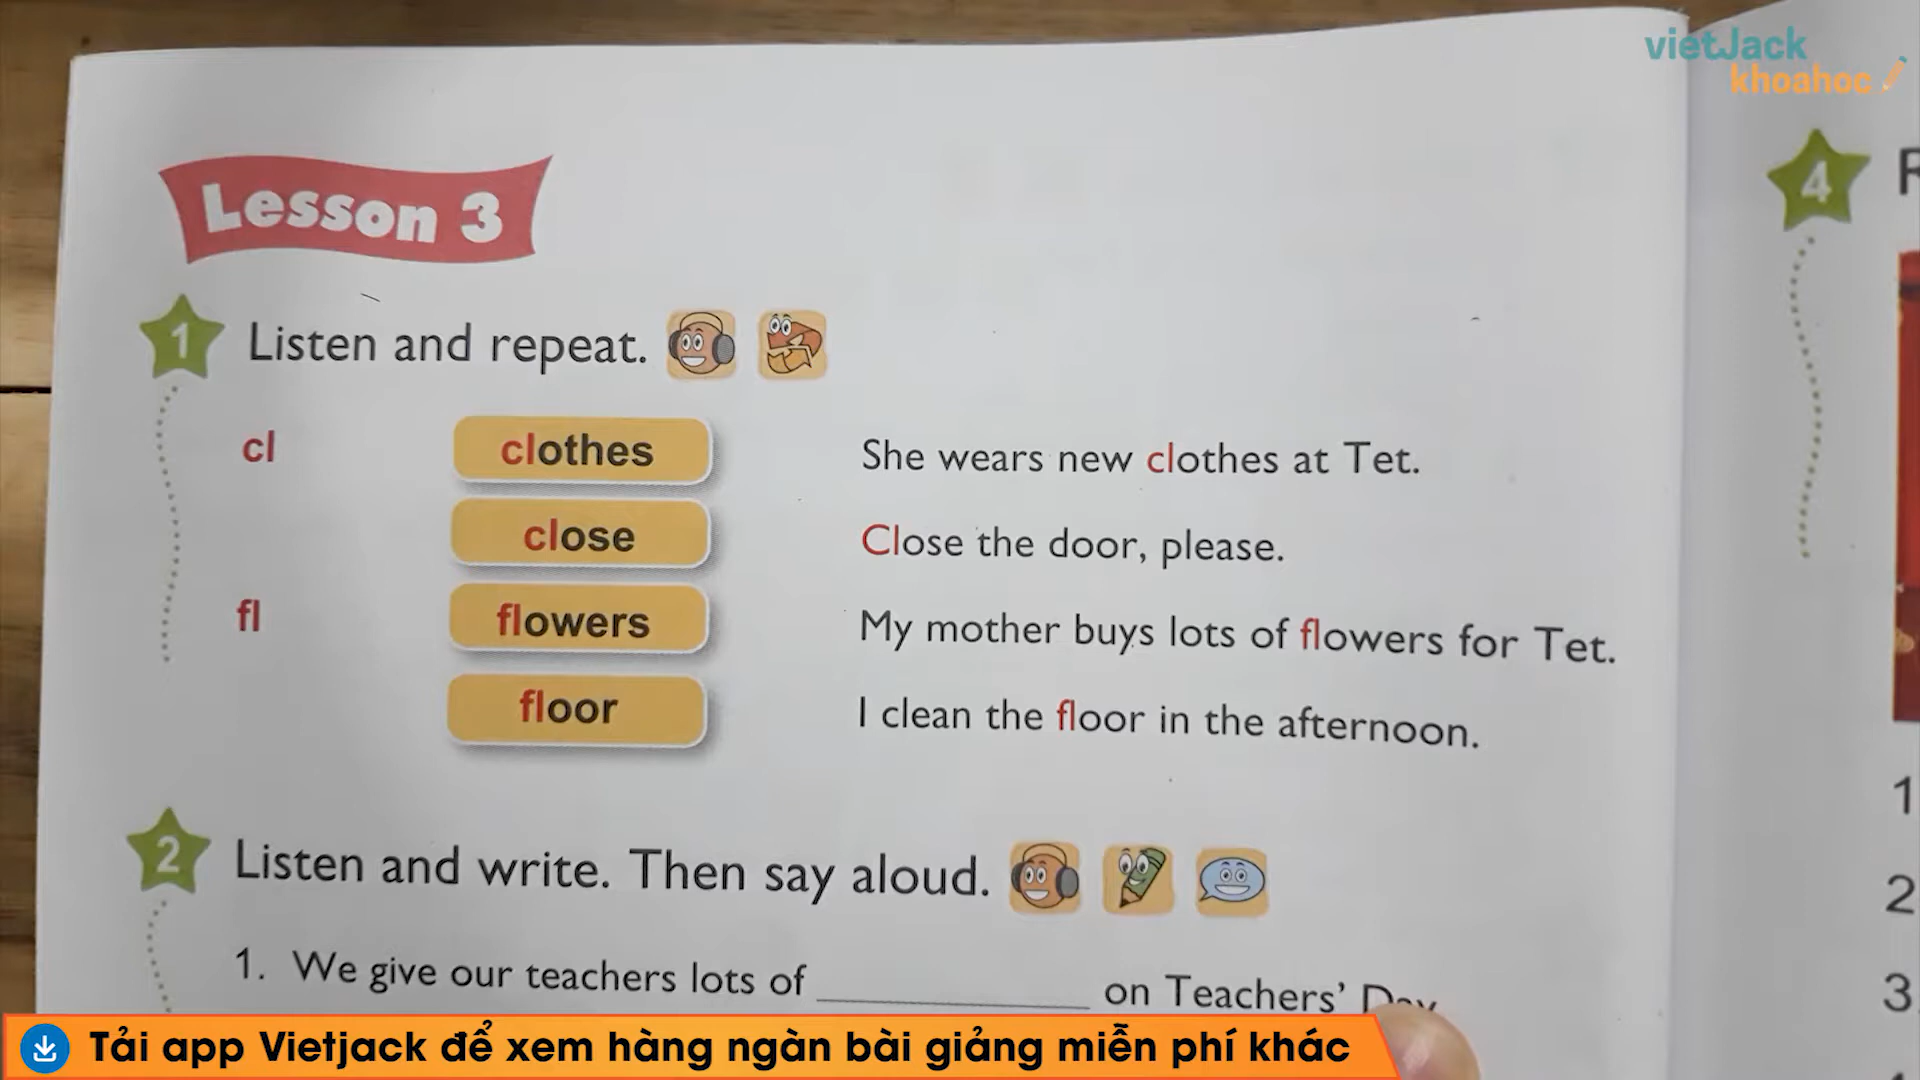 vietJack
khoahoc
Lesson 3
1 Listen and repeat.
cl clothes She wears new clothes at Tet.
close Close the door, please.
fl flowers My mother buys lots of flowers for Tet.
floor I clean the floor in the afternoon.
2 Listen and write. Then say aloud.
1. We give our teachers lots of ____________ on Teachers' Day
4
1
2
3
Tải app Vietjack để xem hàng ngàn bài giảng miễn phí khác